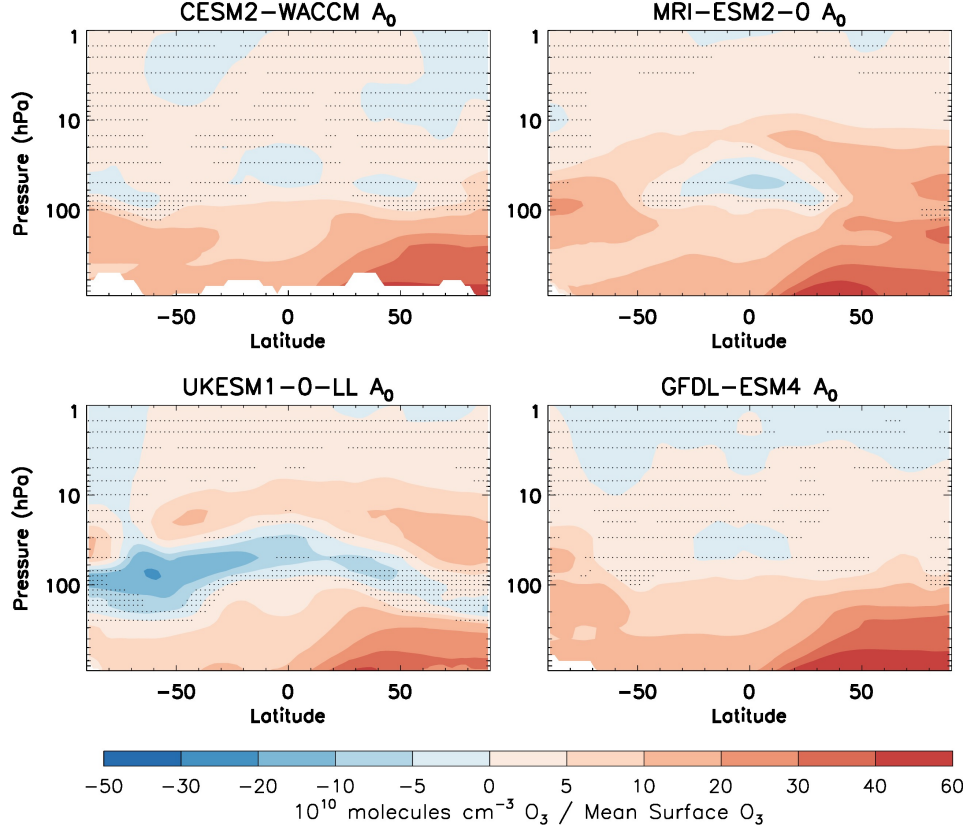 CESM2-WACCM A0
MRI-ESM2-0 A0
Pressure (hPa)
1
10
100
-50 0 50
Latitude
-50 0 50
Latitude
UKESM1-0-LL A0
GFDL-ESM4 A0
Pressure (hPa)
1
10
100
1
10
100
1
10
100
-50 0 50
Latitude
-50 0 50
Latitude
-50 -30 -20 -10 -5 0 5 10 20 30 40 60
10^10 molecules cm^-3 O3 / Mean Surface O3